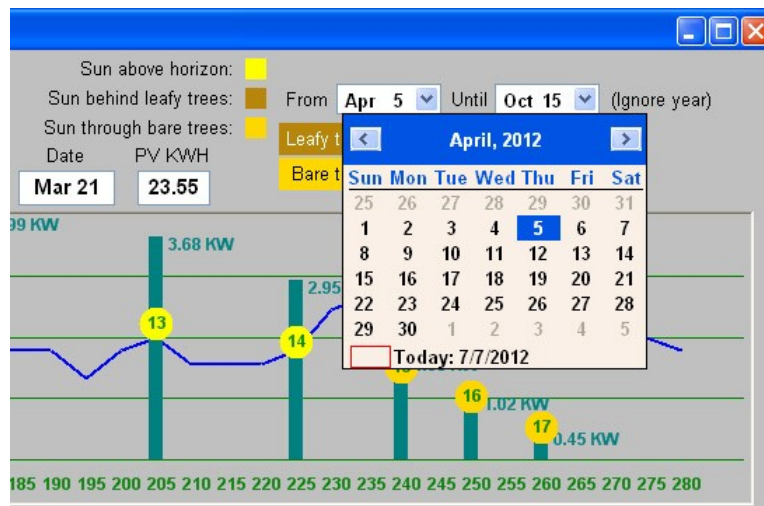 Sun above horizon:
Sun behind leafy trees:
From Apr 5 Until Oct 15 (Ignore year)
Sun through bare trees:
Leafy t
Date PV KWH
Bare t
Mar 21 23.55
April, 2012
Sun Mon Tue Wed Thu Fri Sat
25 26 27 28 29 30 31
1 2 3 4 5 6 7
8 9 10 11 12 13 14
15 16 17 18 19 20 21
22 23 24 25 26 27 28
29 30 1 2 3 4 5
Today: 7/7/2012
99 KW
3.68 KW
2.95
13
14
16
1.02 KW
17
0.45 KW
185 190 195 200 205 210 215 220 225 230 235 240 245 250 255 260 265 270 275 280